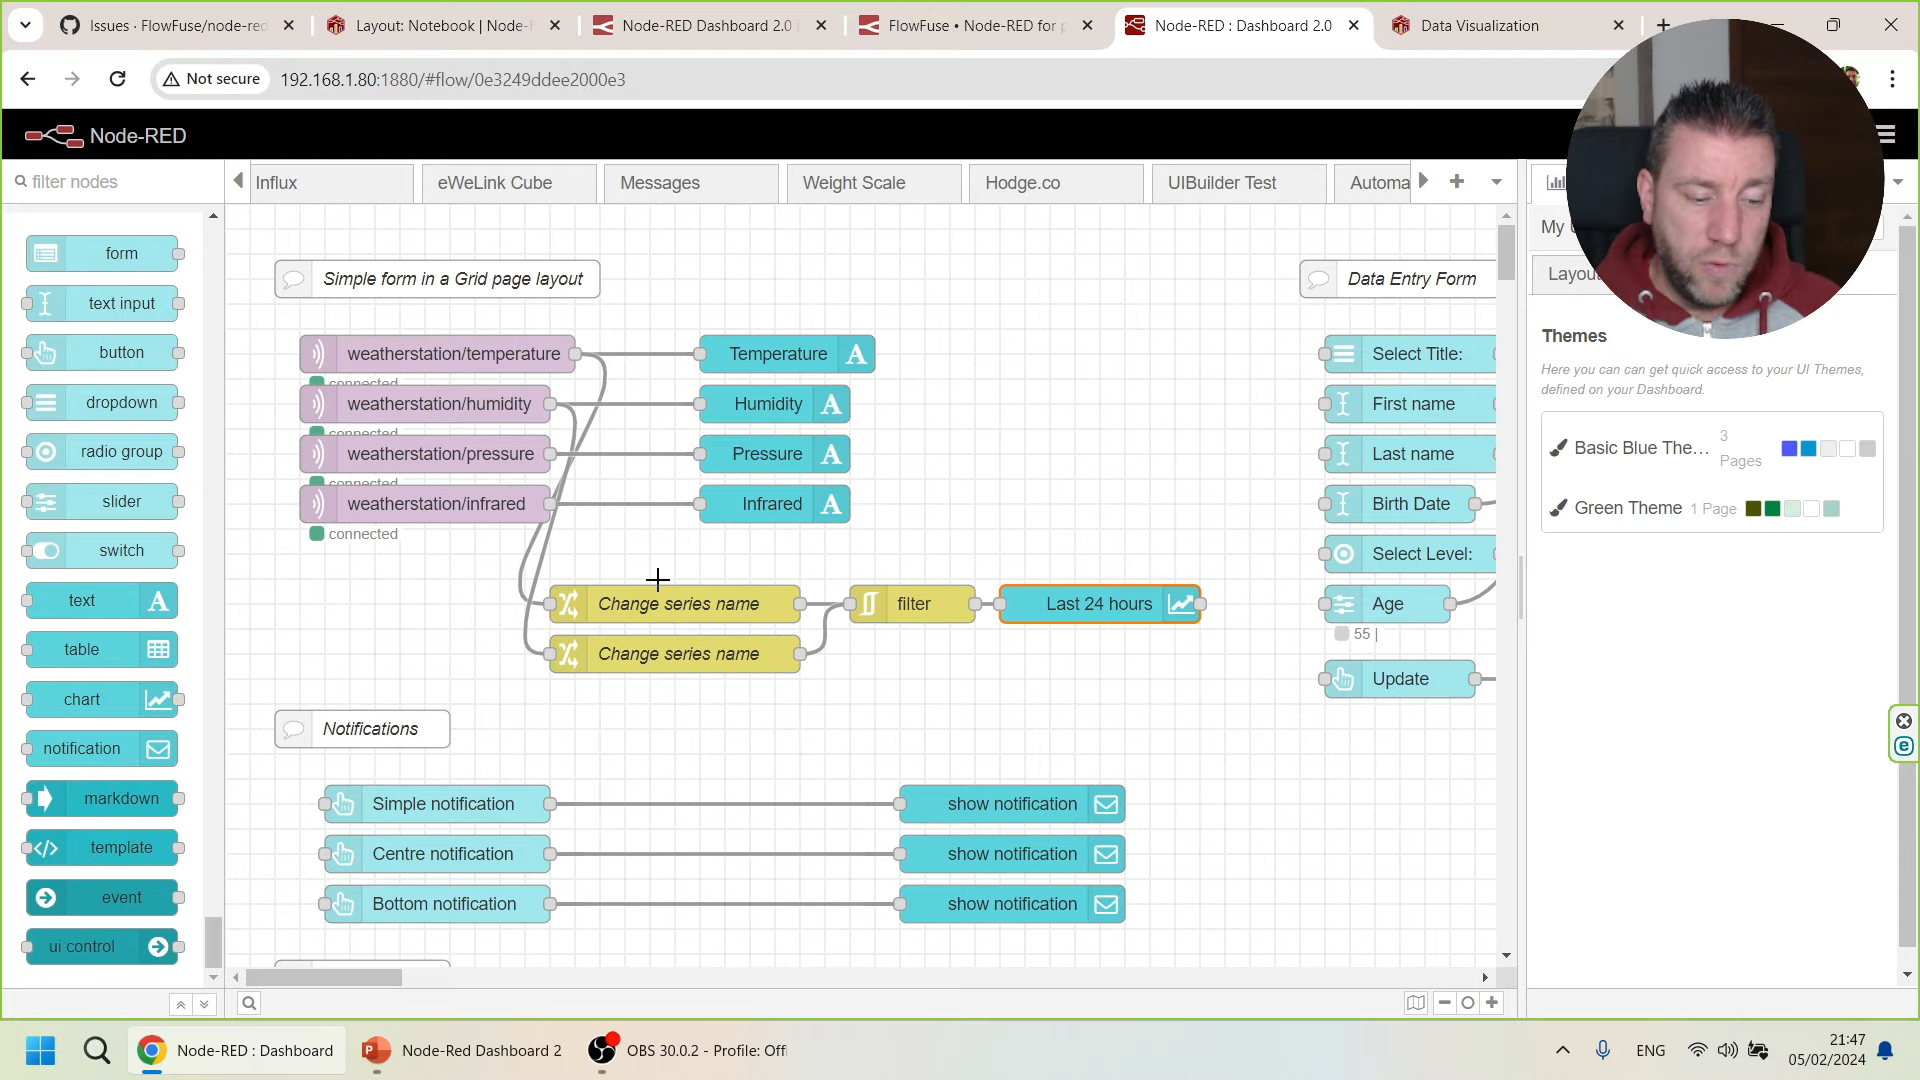 Issues · FlowFuse/node-red
Layout: Notebook | Node-R
Node-RED Dashboard 2.0 i
FlowFuse • Node-RED for p
Node-RED : Dashboard 2.0
Data Visualization
Not secure
192.168.1.80:1880/#flow/0e3249ddee2000e3
Node-RED
filter nodes
Influx
eWeLink Cube
Messages
Weight Scale
Hodge.co
UIBuilder Test
Automa
My
form
Layou
text input
button
dropdown
radio group
slider
switch
text
table
chart
notification
markdown
template
event
ui control
Simple form in a Grid page layout
weatherstation/temperature
connected
weatherstation/humidity
connected
weatherstation/pressure
connected
weatherstation/infrared
connected
Temperature
Humidity
Pressure
Infrared
Change series name
Change series name
filter
Last 24 hours
Notifications
Simple notification
Centre notification
Bottom notification
show notification
show notification
show notification
Data Entry Form
Select Title:
First name
Last name
Birth Date
Select Level:
Age
55 |
Update
Themes
Here you can can get quick access to your UI Themes,
defined on your Dashboard.
Basic Blue The...
3
Pages
Green Theme
1 Page
Node-RED : Dashboard
Node-Red Dashboard 2
OBS 30.0.2 - Profile: Offi
ENG
21:47
05/02/2024